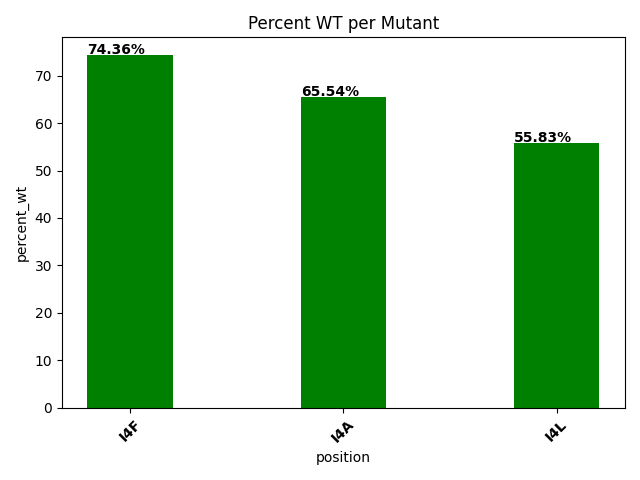 Percent WT per Mutant
74.36%
65.54%
55.83%
percent_wt
70
60
50
40
30
20
10
0
I4F
I4A
I4L
position